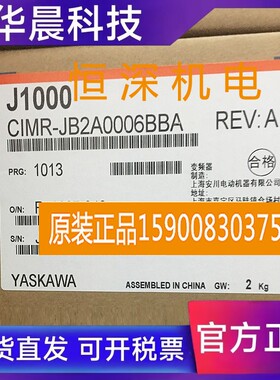 华晨科技
恒深机电
J1000
CIMR-JB2A0006BBA
REV: A
PRG: 1013
变频器
制造:
上海安川电动机器有限公司
合格
O/N:
原装正品15900830375
S/N:
YASKAWA
ASSEMBLED IN CHINA
GW: 2 Kg
货直发 可开票 官方正